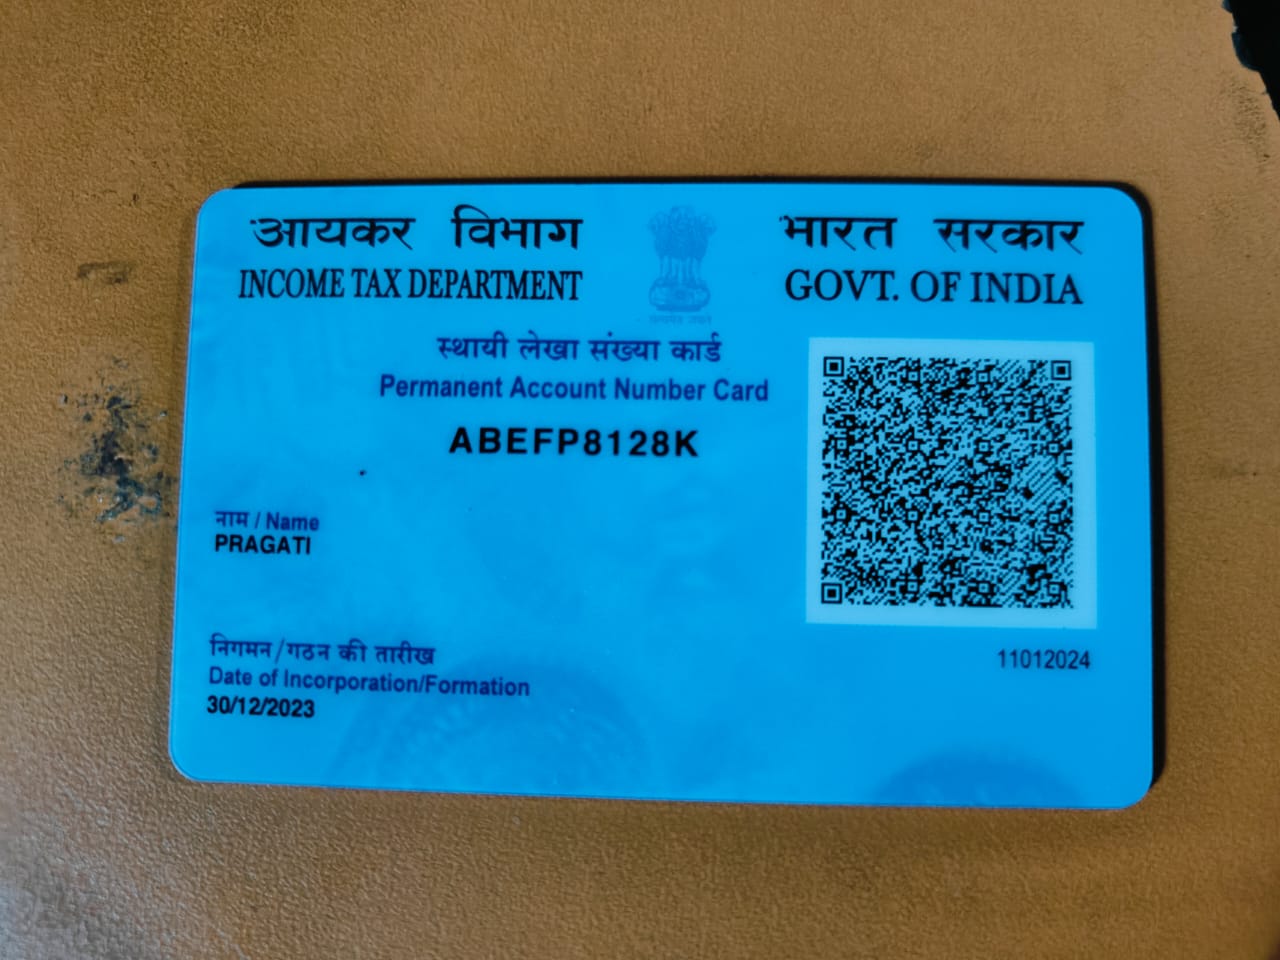 आयकर विभाग
INCOME TAX DEPARTMENT
भारत सरकार
GOVT. OF INDIA
स्थायी लेखा संख्या कार्ड
Permanent Account Number Card
ABEFP8128K
नाम / Name
PRAGATI
निगमन/गठन की तारीख
Date of Incorporation/Formation
30/12/2023
11012024